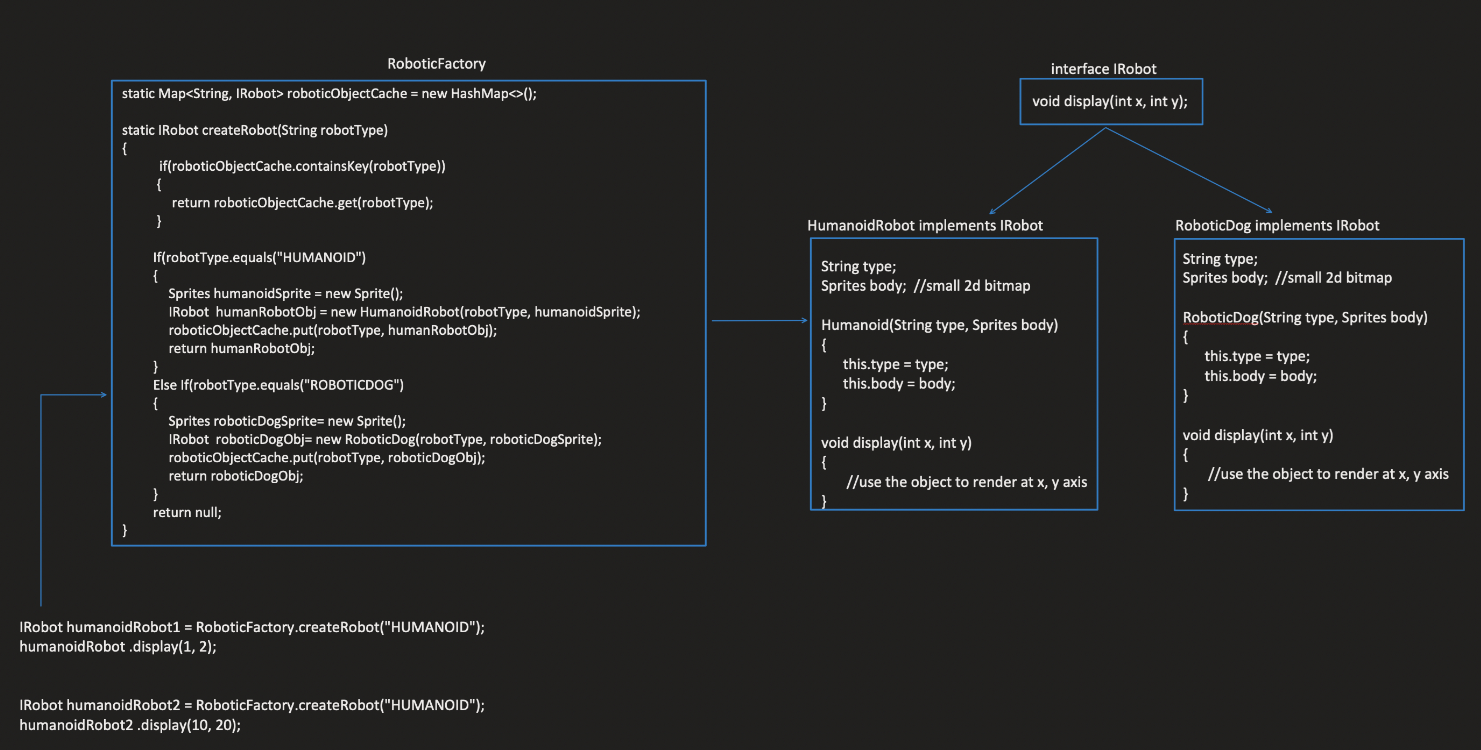 RoboticFactory
static Map<String, IRobot> roboticObjectCache = new HashMap<>();
static IRobot createRobot(String robotType)
{
if(roboticObjectCache.containsKey(robotType))
{
return roboticObjectCache.get(robotType);
}
If(robotType.equals("HUMANOID")
{
Sprites humanoidSprite = new Sprite();
IRobot humanRobotObj = new HumanoidRobot(robotType, humanoidSprite);
roboticObjectCache.put(robotType, humanRobotObj);
return humanRobotObj;
}
Else If(robotType.equals("ROBOTICDOG")
{
Sprites roboticDogSprite= new Sprite();
IRobot roboticDogObj= new RoboticDog(robotType, roboticDogSprite);
roboticObjectCache.put(robotType, roboticDogObj);
return roboticDogObj;
}
return null;
}
interface IRobot
void display(int x, int y);
HumanoidRobot implements IRobot
String type;
Sprites body; //small 2d bitmap
Humanoid(String type, Sprites body)
{
this.type = type;
this.body = body;
}
void display(int x, int y)
{
//use the object to render at x, y axis
}
RoboticDog implements IRobot
String type;
Sprites body; //small 2d bitmap
RoboticDog(String type, Sprites body)
{
this.type = type;
this.body = body;
}
void display(int x, int y)
{
//use the object to render at x, y axis
}
IRobot humanoidRobot1 = RoboticFactory.createRobot("HUMANOID");
humanoidRobot .display(1, 2);
IRobot humanoidRobot2 = RoboticFactory.createRobot("HUMANOID");
humanoidRobot2 .display(10, 20);